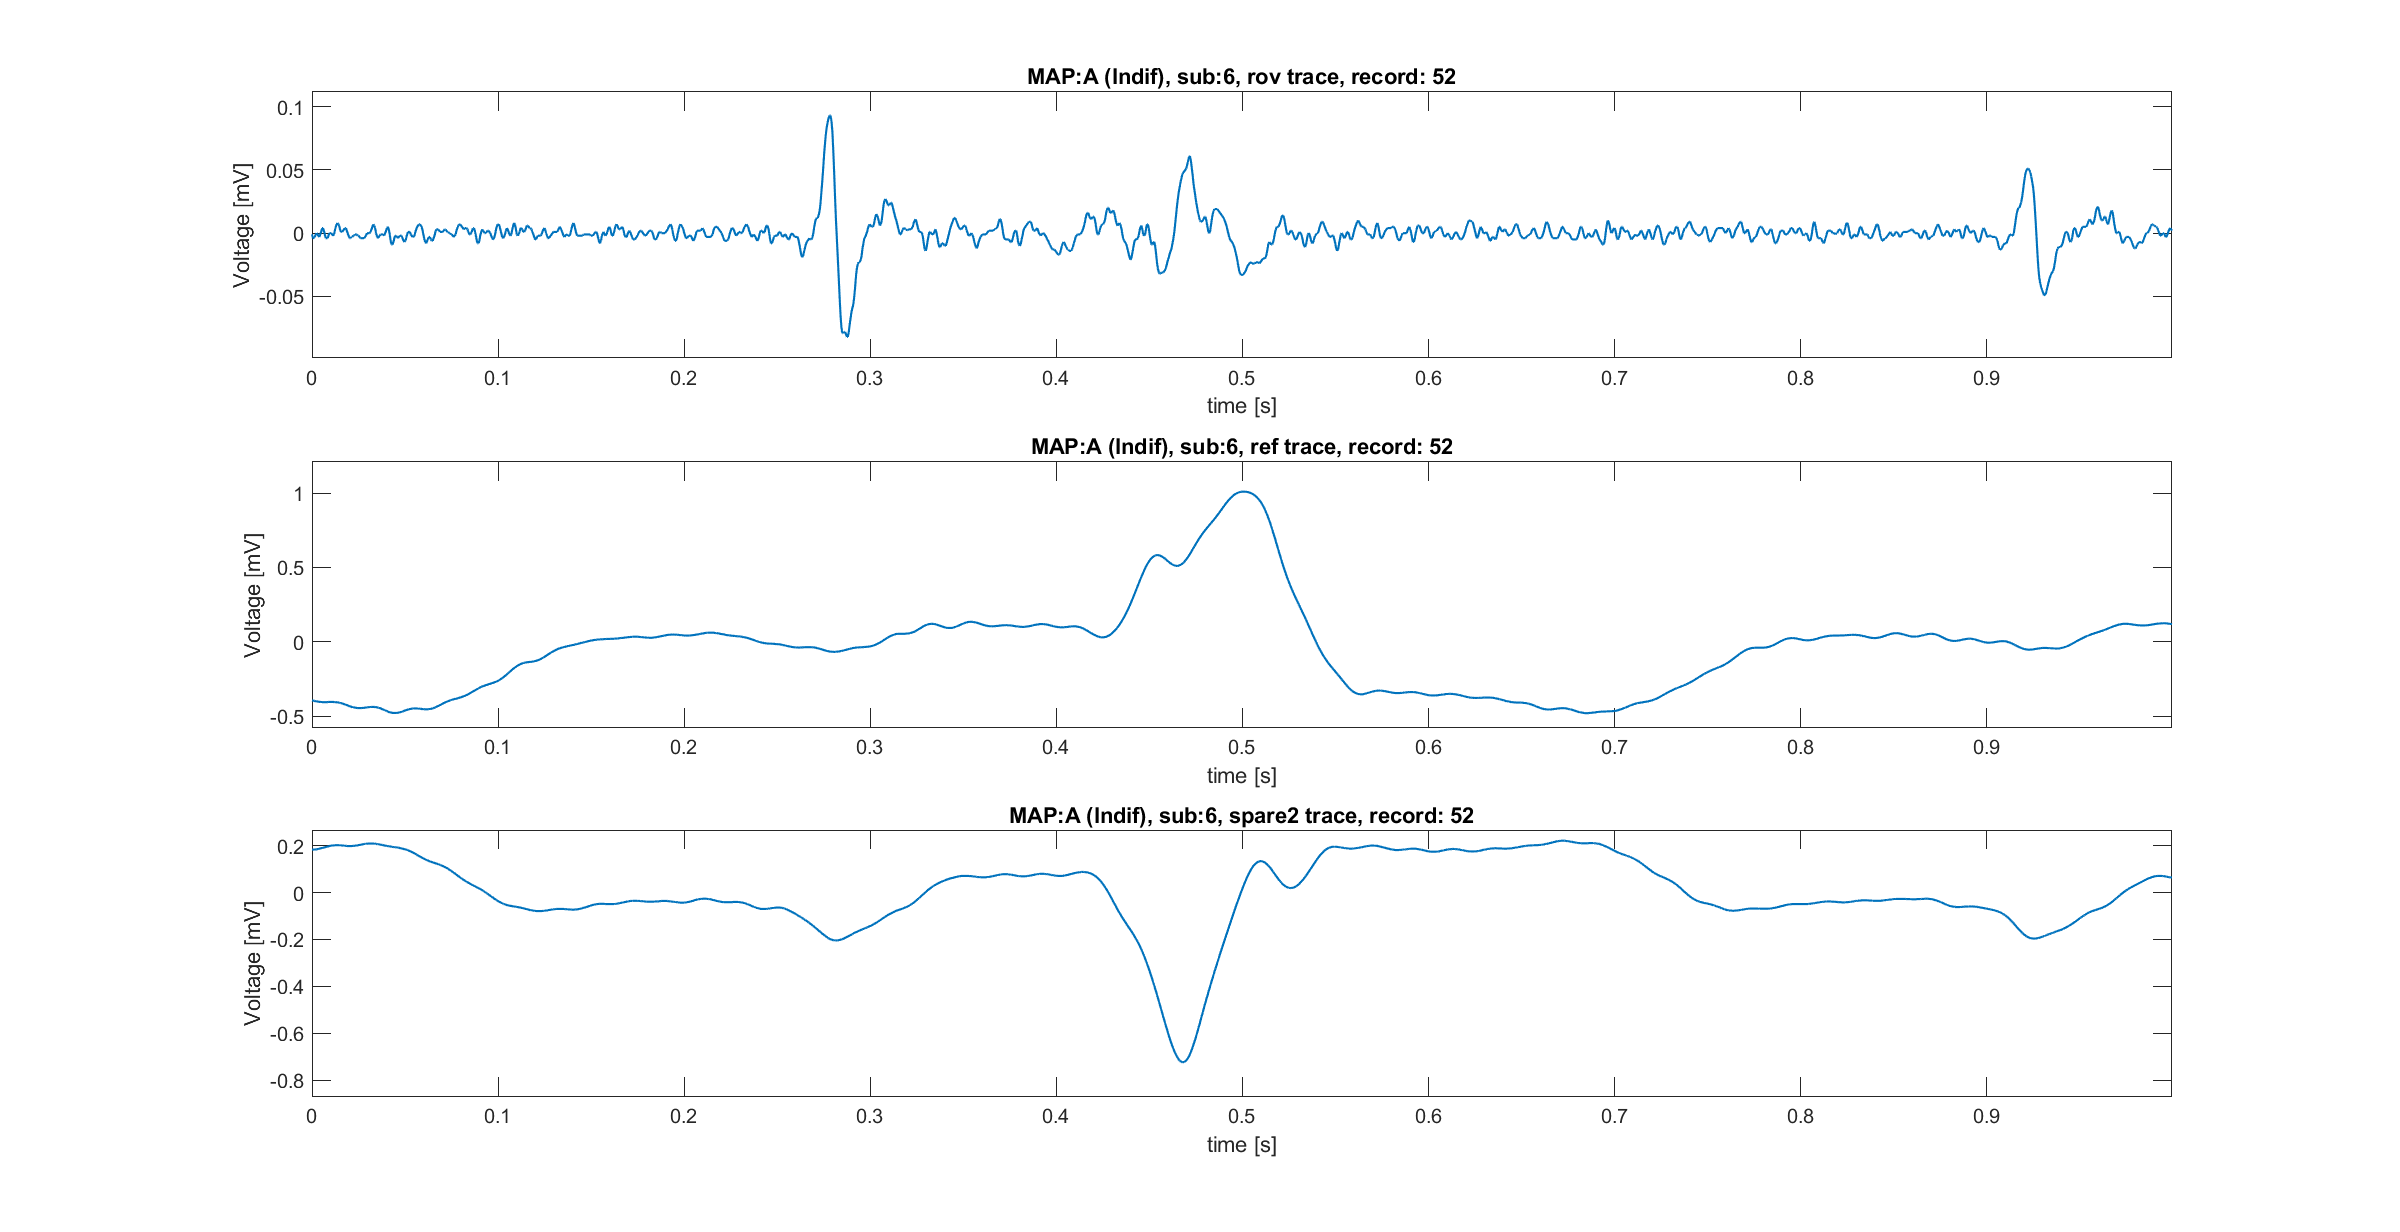 MAP:A (Indif), sub:6, rov trace, record: 52
0.1
0.05
0
-0.05
Voltage [mV]
0 0.1 0.2 0.3 0.4 0.5 0.6 0.7 0.8 0.9
time [s]
MAP:A (Indif), sub:6, ref trace, record: 52
1
0.5
0
-0.5
Voltage [mV]
0 0.1 0.2 0.3 0.4 0.5 0.6 0.7 0.8 0.9
time [s]
MAP:A (Indif), sub:6, spare2 trace, record: 52
0.2
0
-0.2
-0.4
-0.6
-0.8
Voltage [mV]
0 0.1 0.2 0.3 0.4 0.5 0.6 0.7 0.8 0.9
time [s]